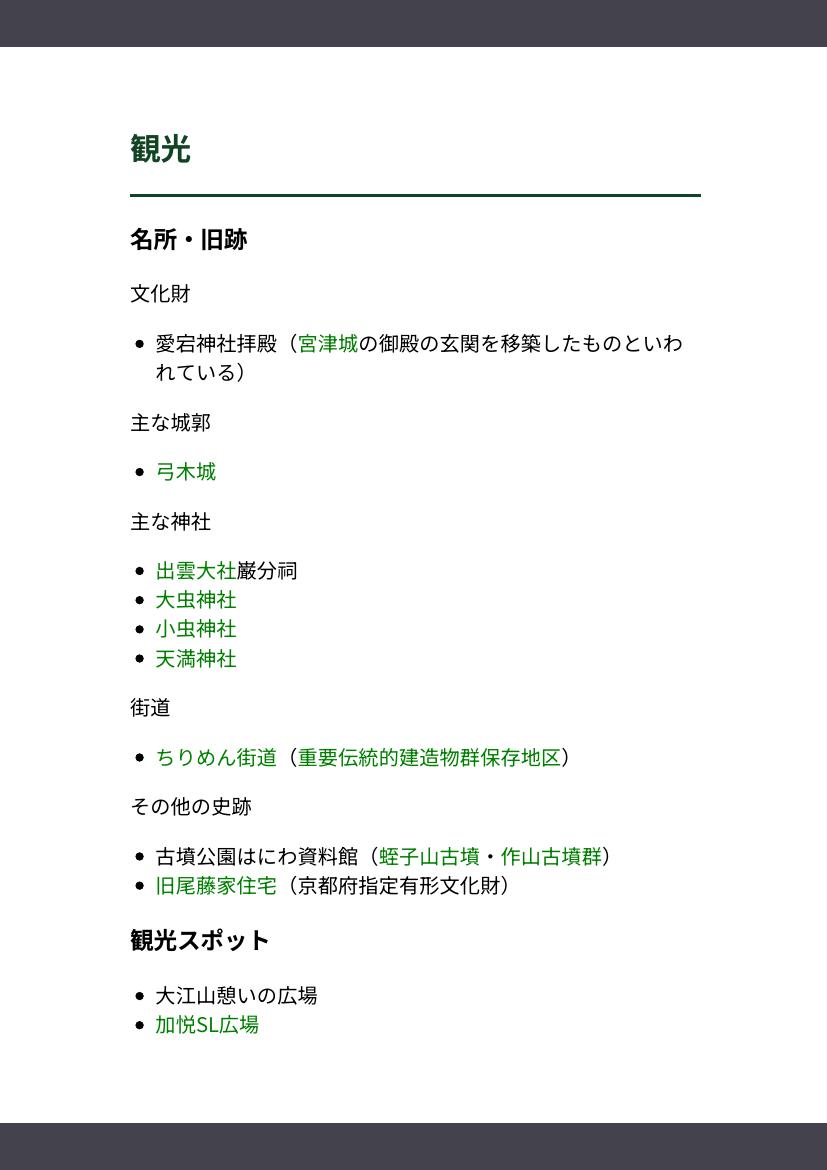 観光
名所・旧跡
文化財
愛宕神社拝殿（宮津城の御殿の玄関を移築したものといわ
れている）
主な城郭
弓木城
主な神社
出雲大社巌分祠
大虫神社
小虫神社
天満神社
街道
ちりめん街道（重要伝統的建造物群保存地区）
その他の史跡
古墳公園はにわ資料館（蛭子山古墳・作山古墳群）
旧尾藤家住宅（京都府指定有形文化財）
観光スポット
大江山憩いの広場
加悦SL広場